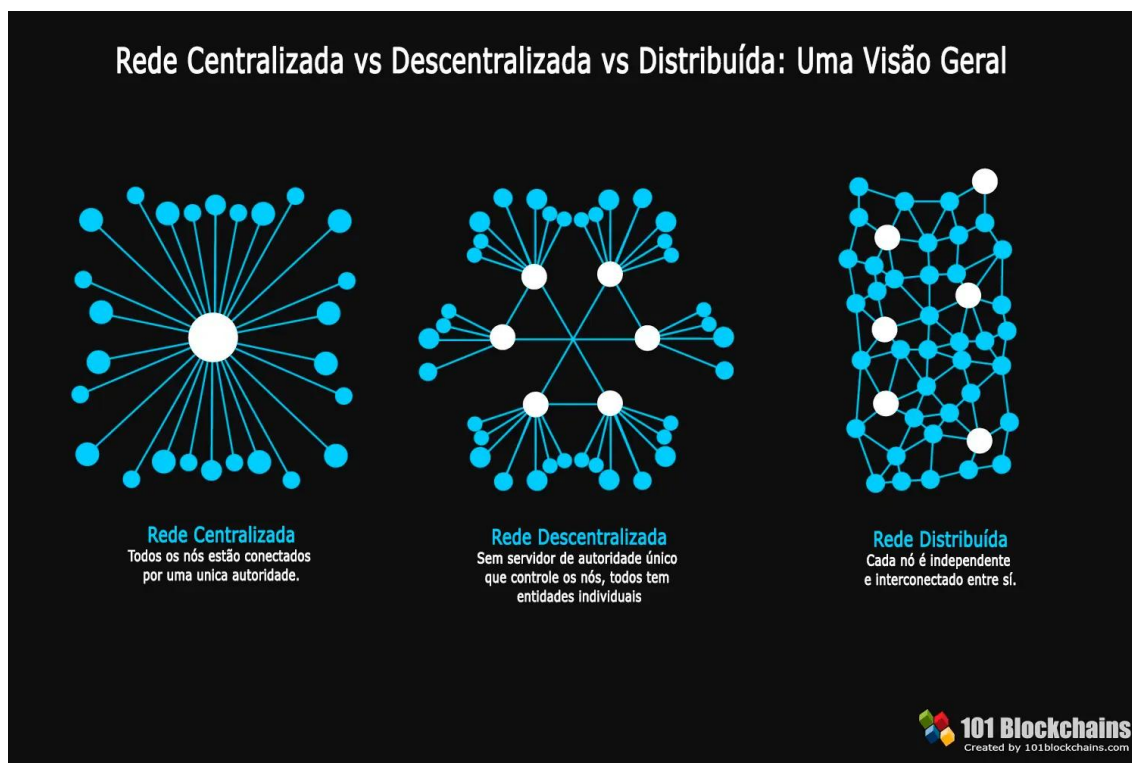 Rede Centralizada vs Descentralizada vs Distribuída: Uma Visão Geral
Rede Centralizada
Todos os nós estão conectados
por uma unica autoridade.
Rede Descentralizada
Sem servidor de autoridade único
que controle os nós, todos tem
entidades individuais
Rede Distribuída
Cada nó é independente
e interconectado entre sí.
101 Blockchains
Created by 101blockchains.com